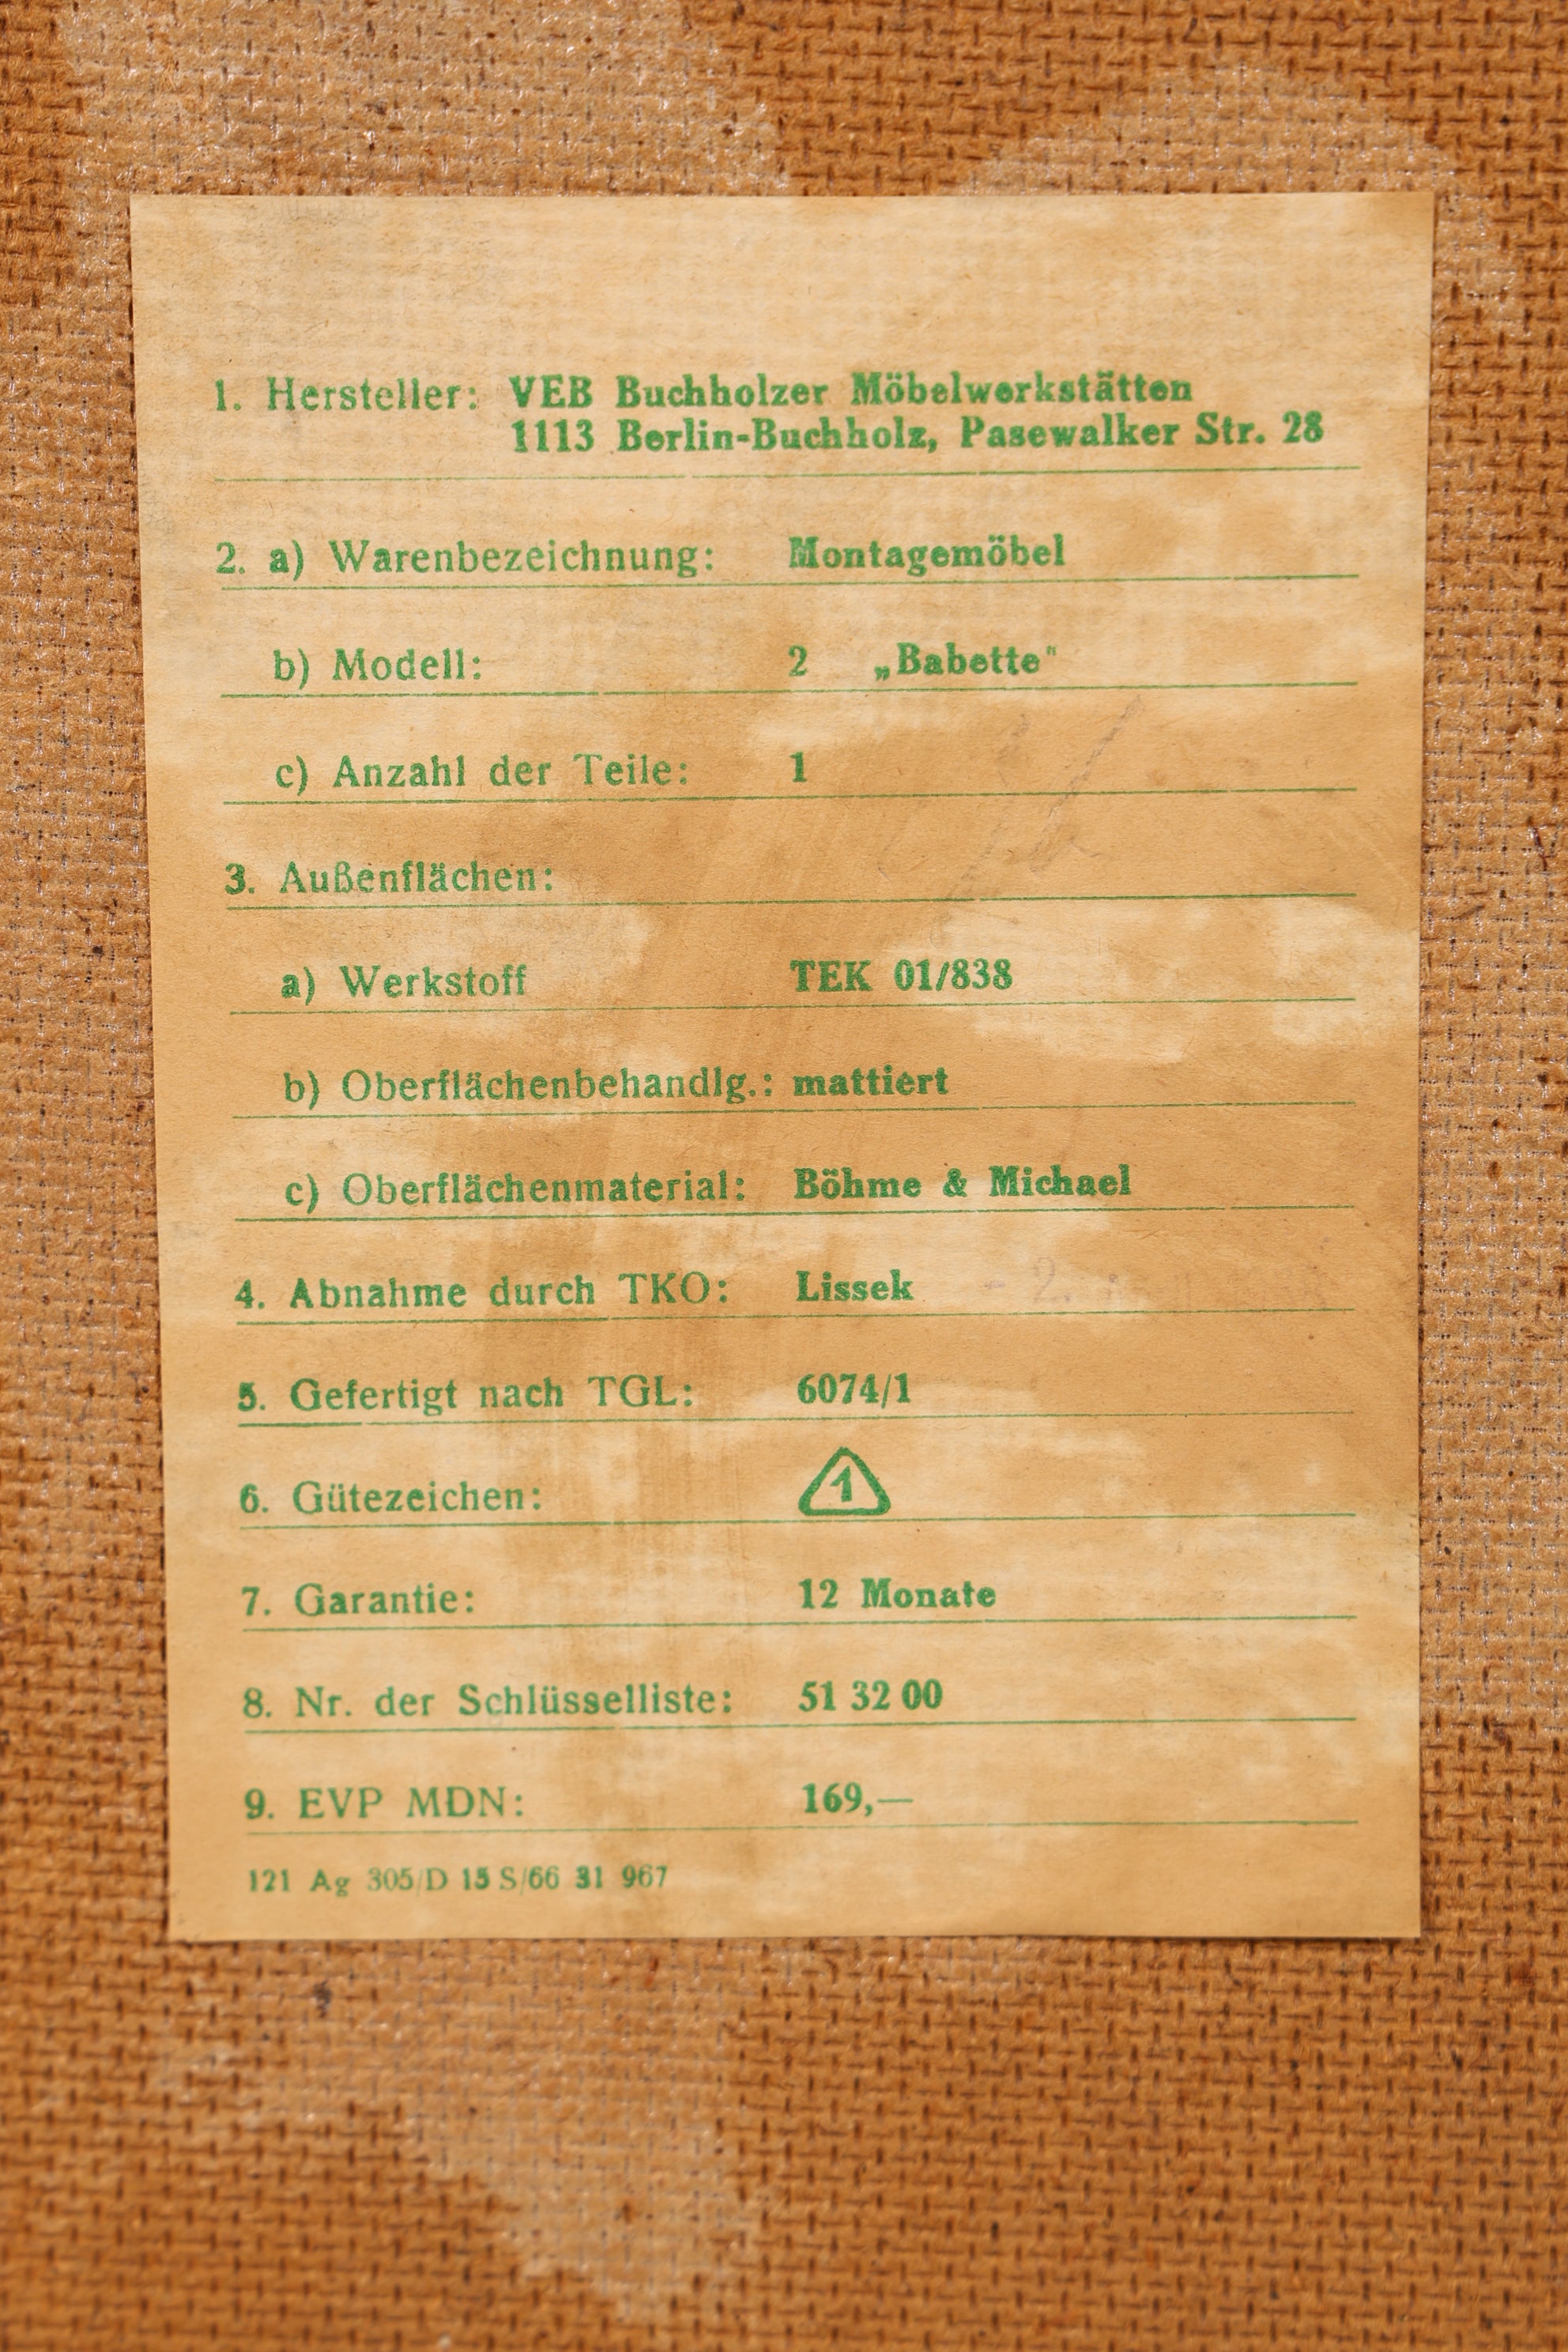 1. Hersteller: VEB Buchholzer Möbelwerkstätten
1113 Berlin-Buchholz, Pasewalker Str. 28
2. a) Warenbezeichnung: Montagemöbel
b) Modell: 2 „Babette"
c) Anzahl der Teile: 1
3. Außenflächen:
a) Werkstoff TEK 01/838
b) Oberflächenbehandlg.: mattiert
c) Oberflächenmaterial: Böhme & Michael
4. Abnahme durch TKO: Lissek
5. Gefertigt nach TGL: 6074/1
6. Gütezeichen: 1
7. Garantie: 12 Monate
8. Nr. der Schlüsselliste: 51 32 00
9. EVP MDN: 169,—
121 Ag 305/D 15 S/66 31 967